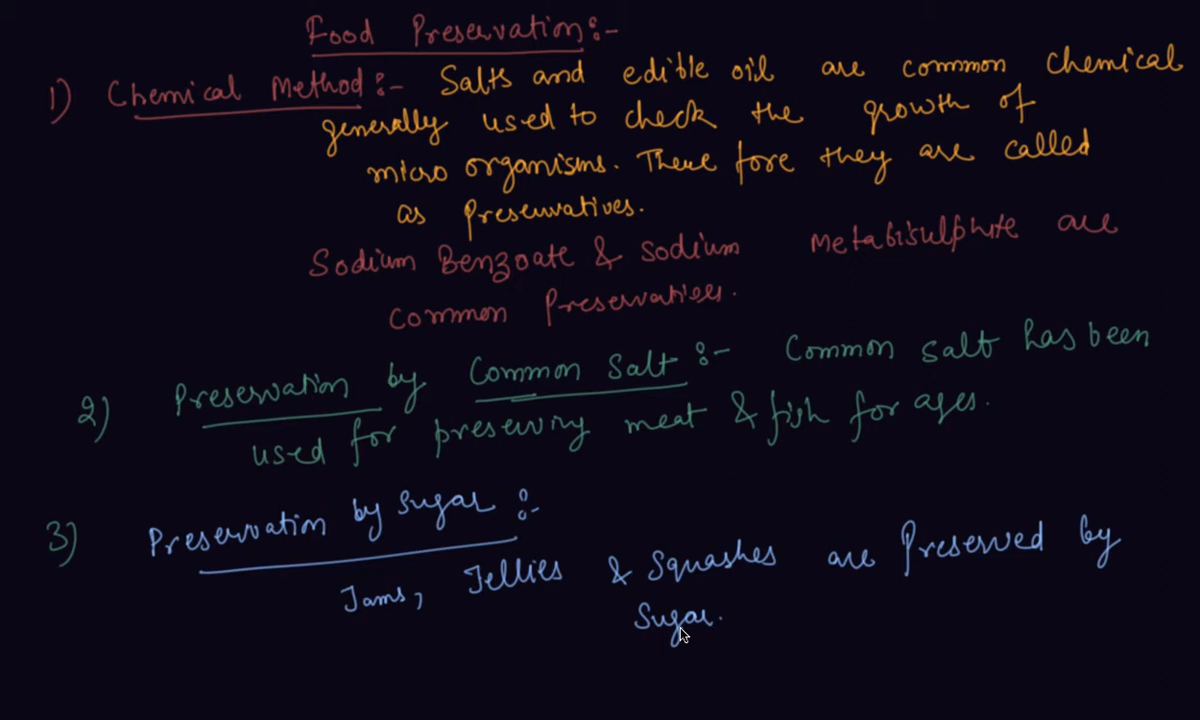 Food Preservation:-
1) Chemical Method:- Salts and edible oil are common chemical
generally used to check the growth of
micro organisms. There fore they are called
as preservatives.
Sodium Benzoate & sodium metabisulphite are
common preservatives.
2) Preservation by Common Salt:- Common salt has been
used for preserving meat & fish for ages.
3) Preservation by Sugar:-
Jams, Jellies & Squashes are Preserved by
Sugar.